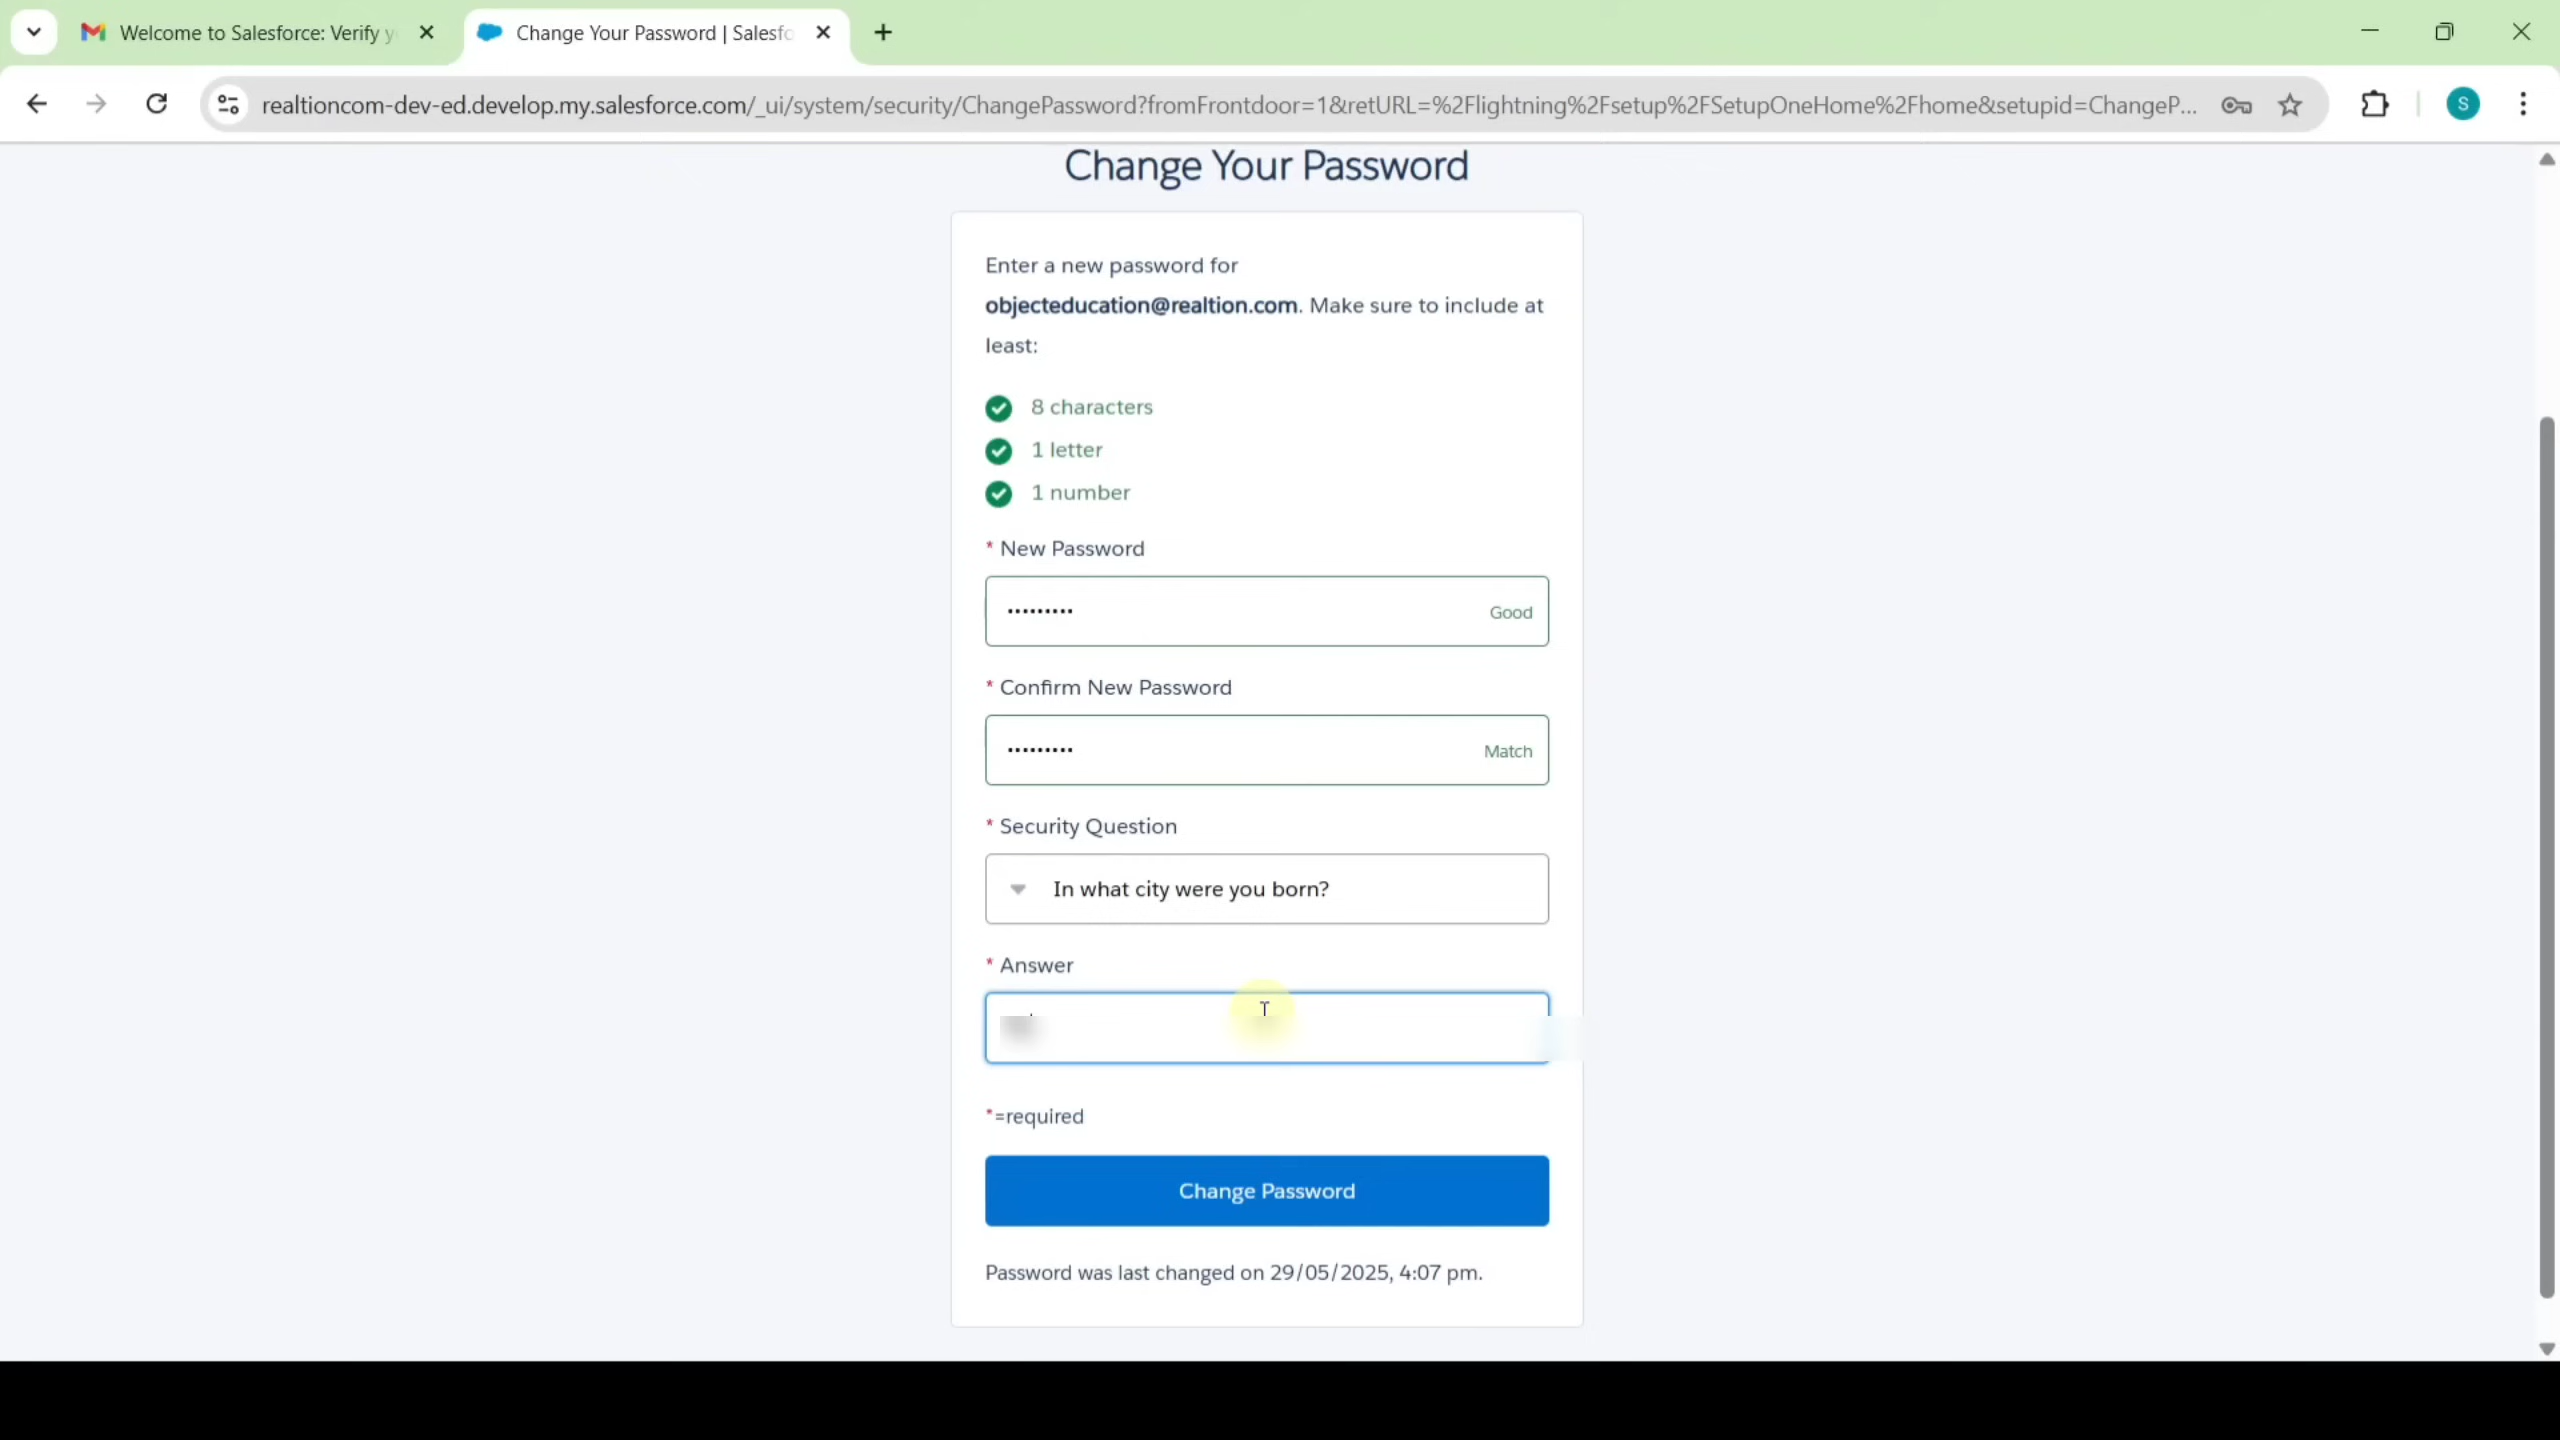 Welcome to Salesforce: Verify y
Change Your Password | Salesfo
realtioncom-dev-ed.develop.my.salesforce.com/_ui/system/security/ChangePassword?fromFrontdoor=1&retURL=%2Flightning%2Fsetup%2FSetupOneHome%2Fhome&setupid=ChangeP...
S
Change Your Password
Enter a new password for
objecteducation@realtion.com. Make sure to include at
least:
8 characters
1 letter
1 number
* New Password
•••••••••
Good
* Confirm New Password
•••••••••
Match
* Security Question
In what city were you born?
* Answer
*=required
Change Password
Password was last changed on 29/05/2025, 4:07 pm.